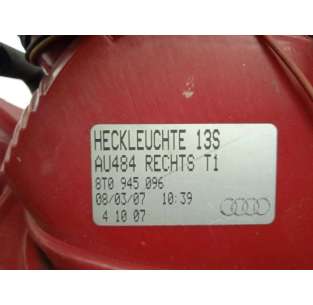 HECKLEUCHTE 13S
AU484 RECHTS T1
8T0 945 096
08/03/07 10:39
4 10 07